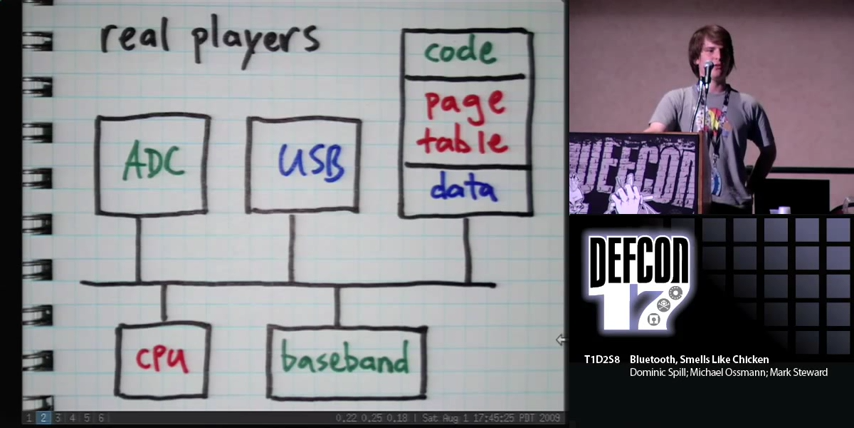 real players
code
page
table
data
ADC
USB
cpu
baseband
1 2 3 4 5 6
0.22 0.25 0.18 | Sat Aug 1 17:45:25 PDT 2009
DEFCON
DEFCON
17
T1D2S8 Bluetooth, Smells Like Chicken
Dominic Spill; Michael Ossmann; Mark Steward